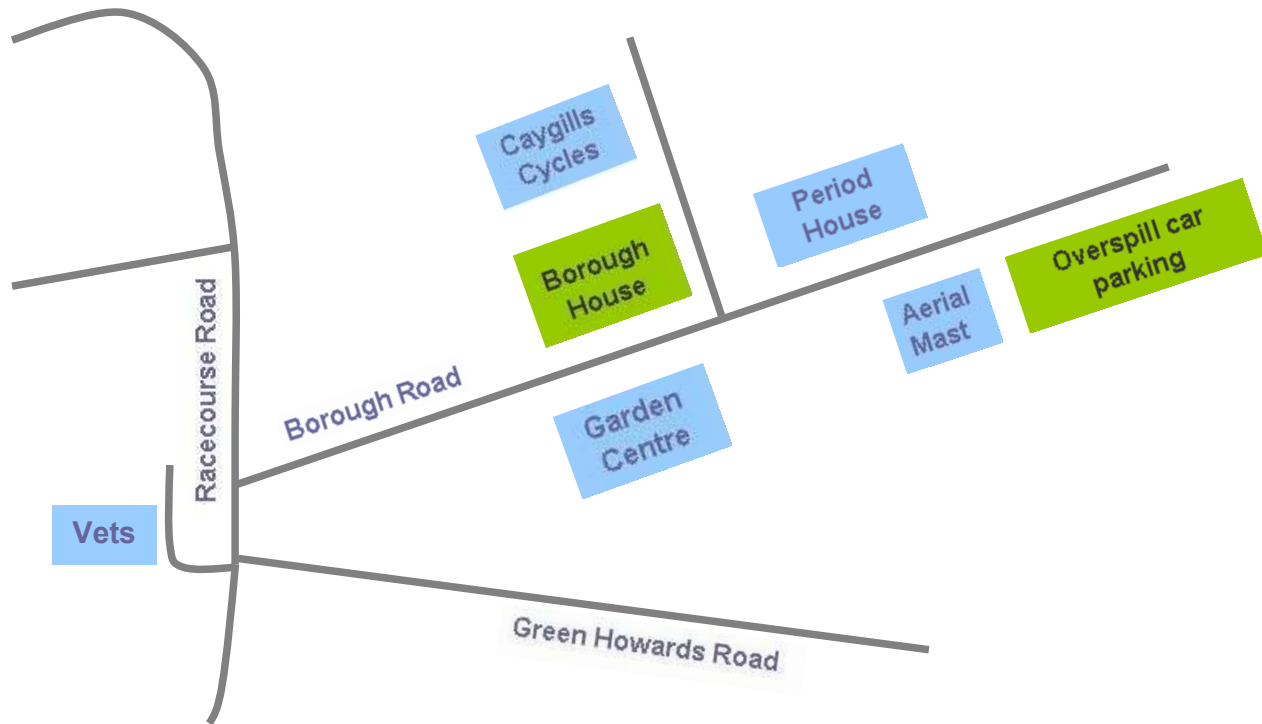 Caygills
Cycles
Period
House
Overspill car
parking
Borough
House
Aerial
Mast
Racecourse Road
Borough Road
Garden
Centre
Vets
Green Howards Road